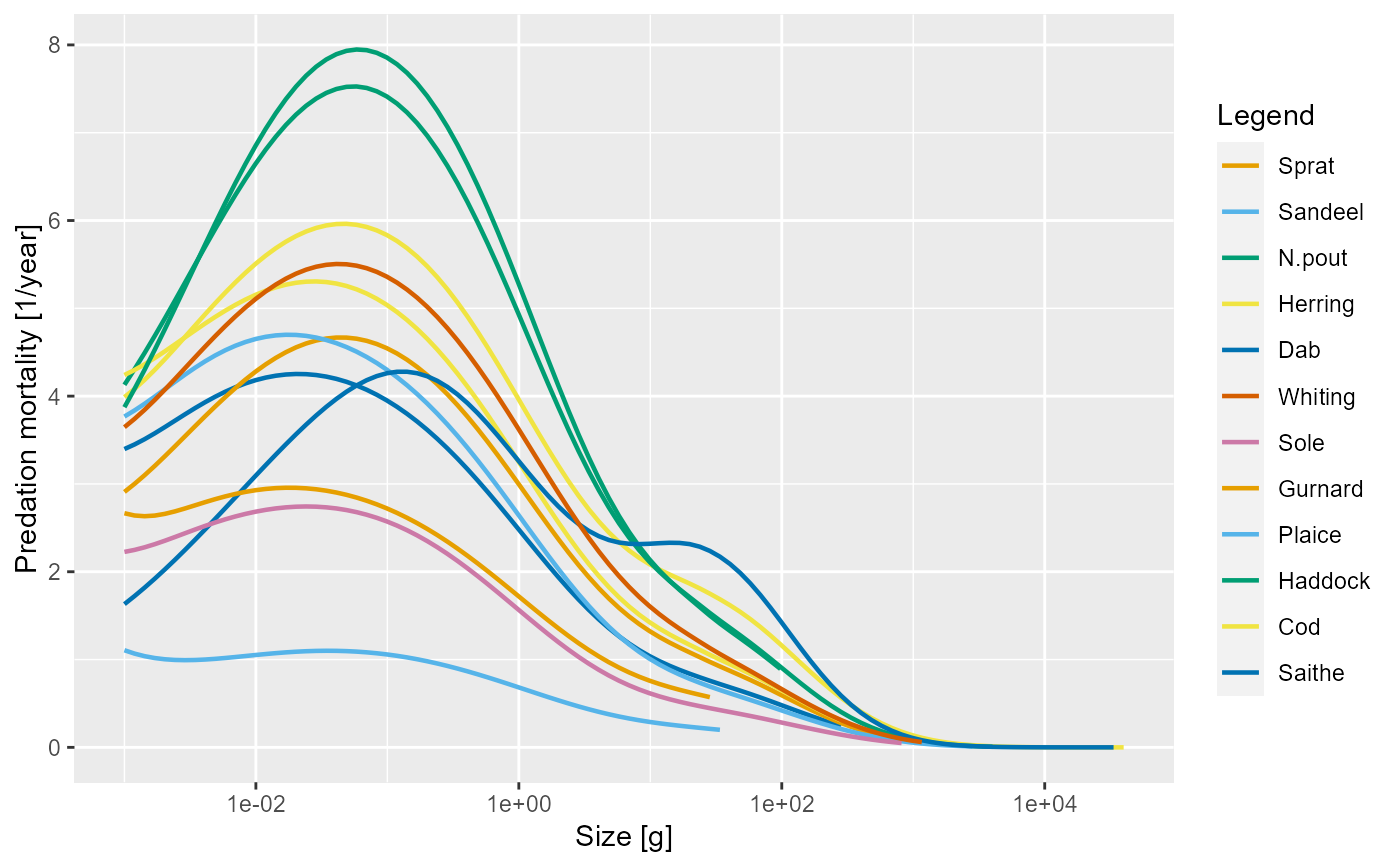 Predation mortality [1/year]
8
6
4
2
0
1e-02
1e+00
1e+02
1e+04
Size [g]
Legend
Sprat
Sandeel
N.pout
Herring
Dab
Whiting
Sole
Gurnard
Plaice
Haddock
Cod
Saithe